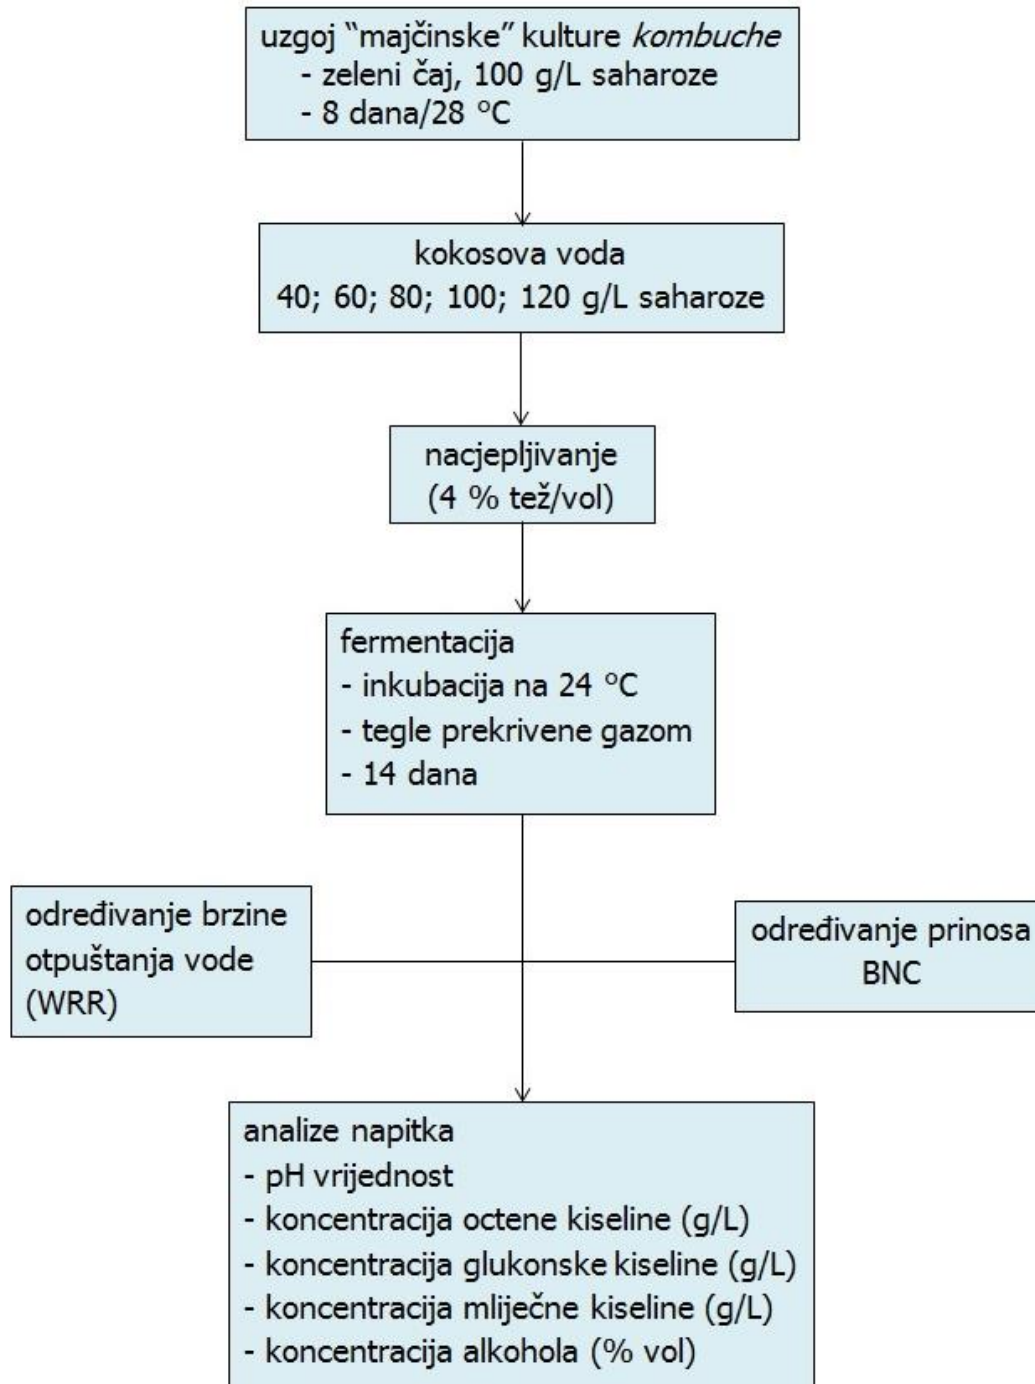 uzgoj “majčinske” kulture kombuche
- zeleni čaj, 100 g/L saharoze
- 8 dana/28 °C
kokosova voda
40; 60; 80; 100; 120 g/L saharoze
nacjepljivanje
(4 % tež/vol)
fermentacija
- inkubacija na 24 °C
- tegle prekrivene gazom
- 14 dana
određivanje brzine
otpuštanja vode
(WRR)
određivanje prinosa
BNC
analize napitka
- pH vrijednost
- koncentracija octene kiseline (g/L)
- koncentracija glukonske kiseline (g/L)
- koncentracija mliječne kiseline (g/L)
- koncentracija alkohola (% vol)